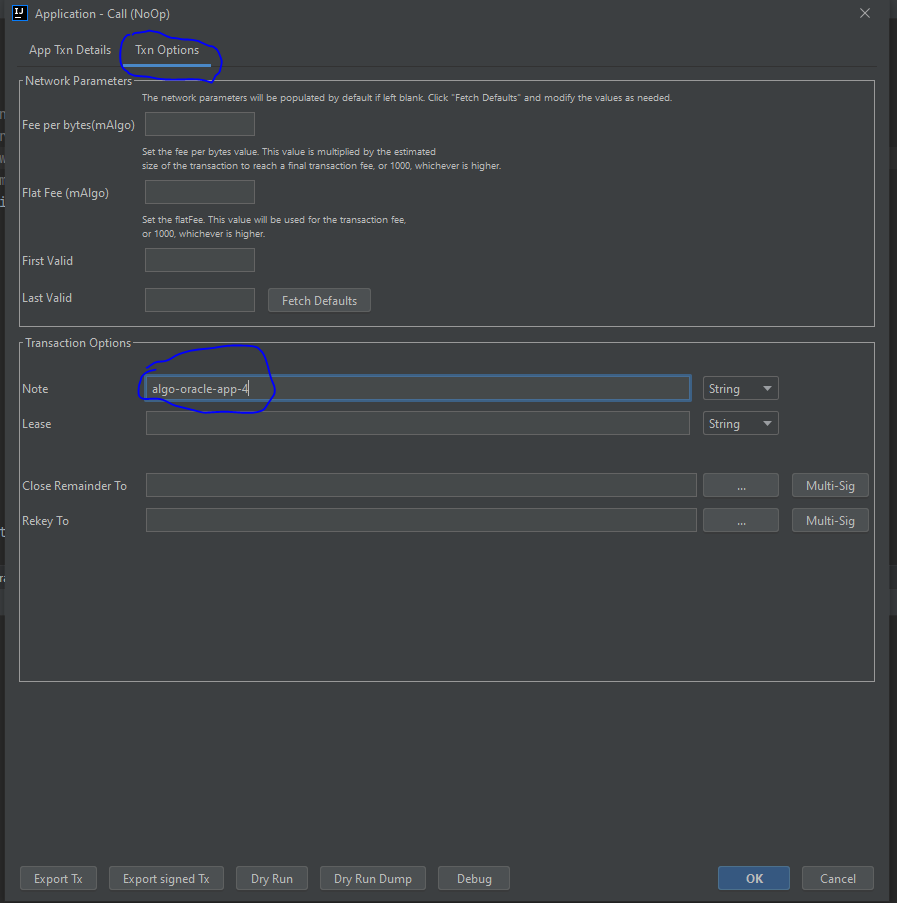 IJ Application - Call (NoOp)
App Txn Details Txn Options
Network Parameters
The network parameters will be populated by default if left blank. Click "Fetch Defaults" and modify the values as needed.
Fee per bytes(mAlgo)
Set the fee per bytes value. This value is multiplied by the estimated
size of the transaction to reach a final transaction fee, or 1000, whichever is higher.
Flat Fee (mAlgo)
Set the flatFee. This value will be used for the transaction fee,
or 1000, whichever is higher.
First Valid
Last Valid Fetch Defaults
Transaction Options
Note algo-oracle-app-4 String
Lease String
Close Remainder To ... Multi-Sig
Rekey To ... Multi-Sig
Export Tx Export signed Tx Dry Run Dry Run Dump Debug OK Cancel